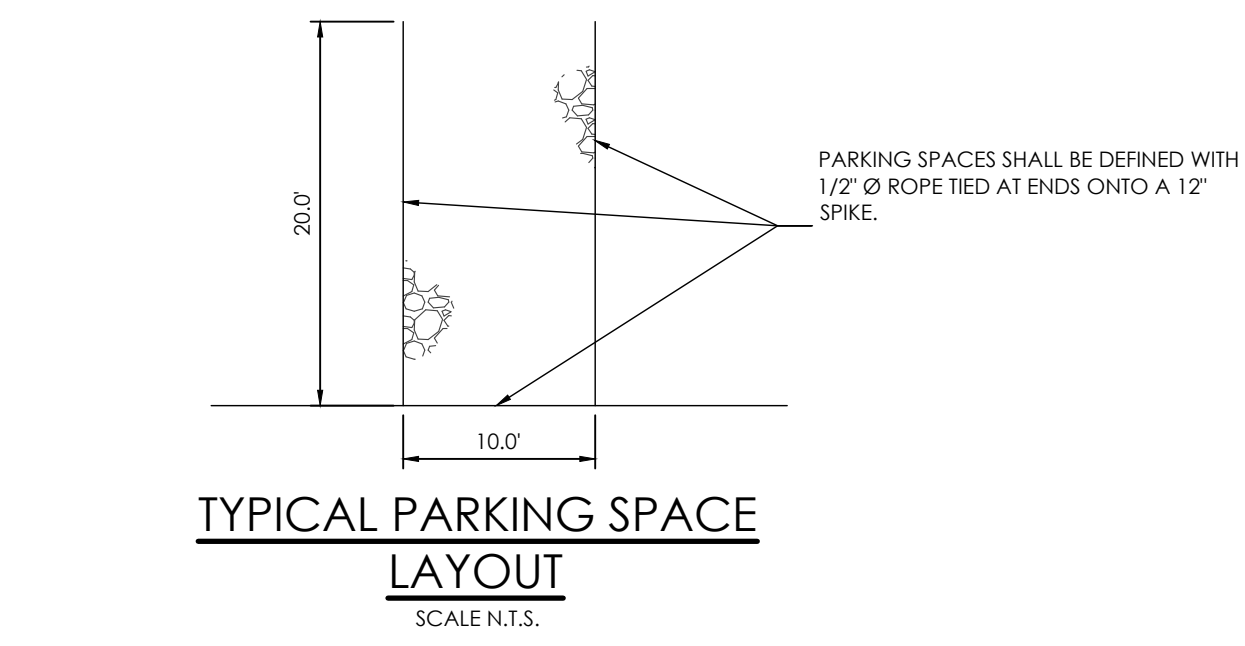 20.0'
PARKING SPACES SHALL BE DEFINED WITH
1/2" Ø ROPE TIED AT ENDS ONTO A 12"
SPIKE.
10.0'
TYPICAL PARKING SPACE
LAYOUT
SCALE N.T.S.